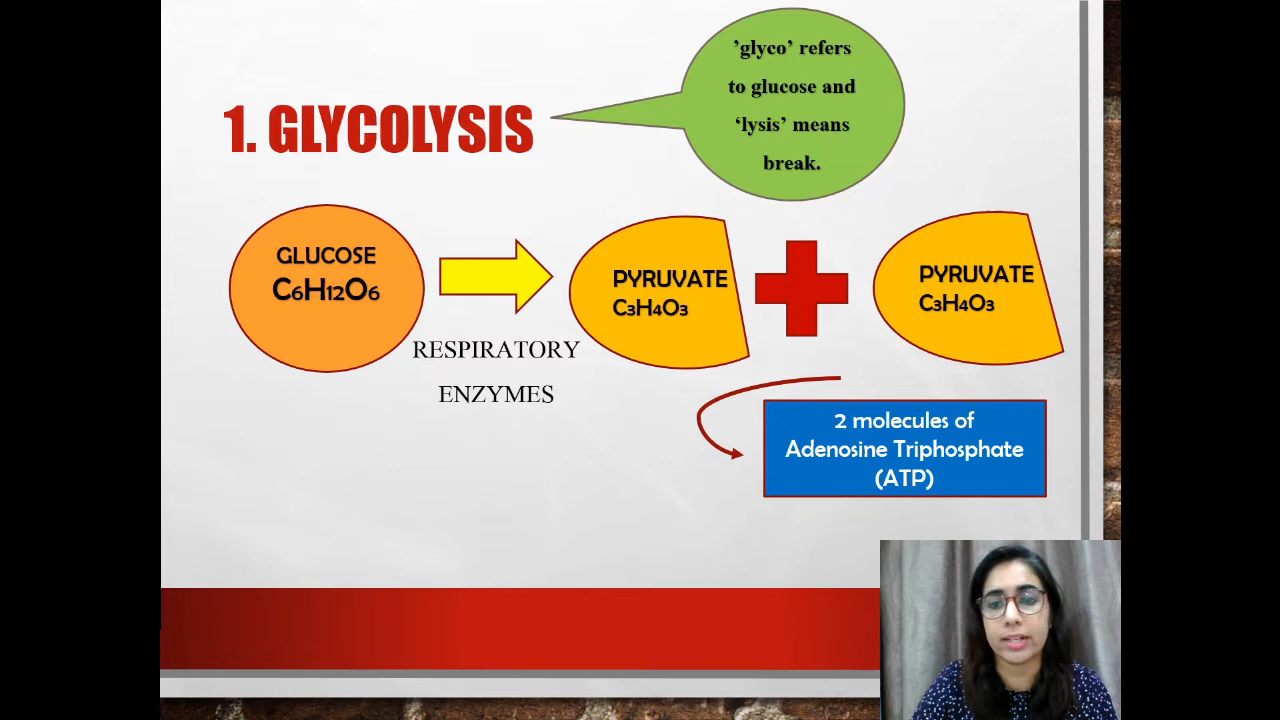 1. GLYCOLYSIS
’glyco’ refers
to glucose and
‘lysis’ means
break.
GLUCOSE
C6H12O6
RESPIRATORY
ENZYMES
PYRUVATE
C3H4O3
PYRUVATE
C3H4O3
2 molecules of
Adenosine Triphosphate
(ATP)